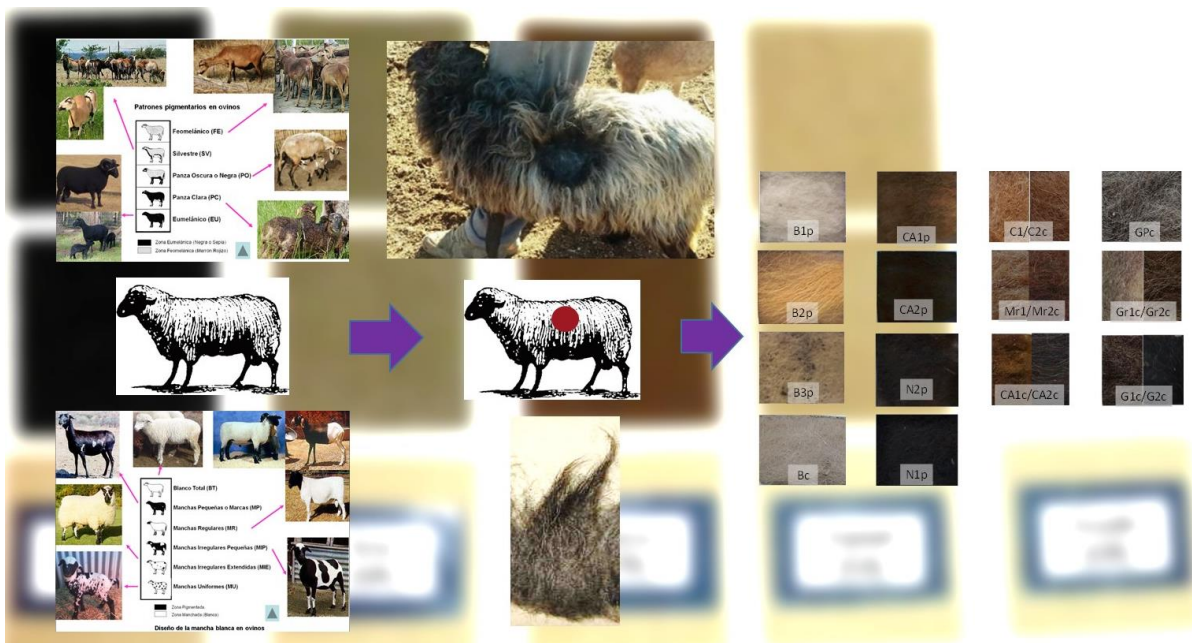 Patrones pigmentarios en ovinos
Feomelánico (FE)
Silvestre (SV)
Panza Oscura o Negra (PO)
Panza Clara (PC)
Eumelánico (EU)
Zona Eumelánica (Negra o Sepia)
Zona Feomelánica (Marrón Rojiza)
Blanco Total (BT)
Manchas Pequeñas o Marcas (MP)
Manchas Regulares (MR)
Manchas Irregulares Pequeñas (MIP)
Manchas Irregulares Extendidas (MIE)
Manchas Uniformes (MU)
Zona Pigmentada
Zona Manchada (Blanca)
Diseño de la mancha blanca en ovinos
B1p
CA1p
C1/C2c
GPc
B2p
CA2p
Mr1/Mr2c
Gr1c/Gr2c
B3p
N2p
CA1c/CA2c
G1c/G2c
Bc
N1p